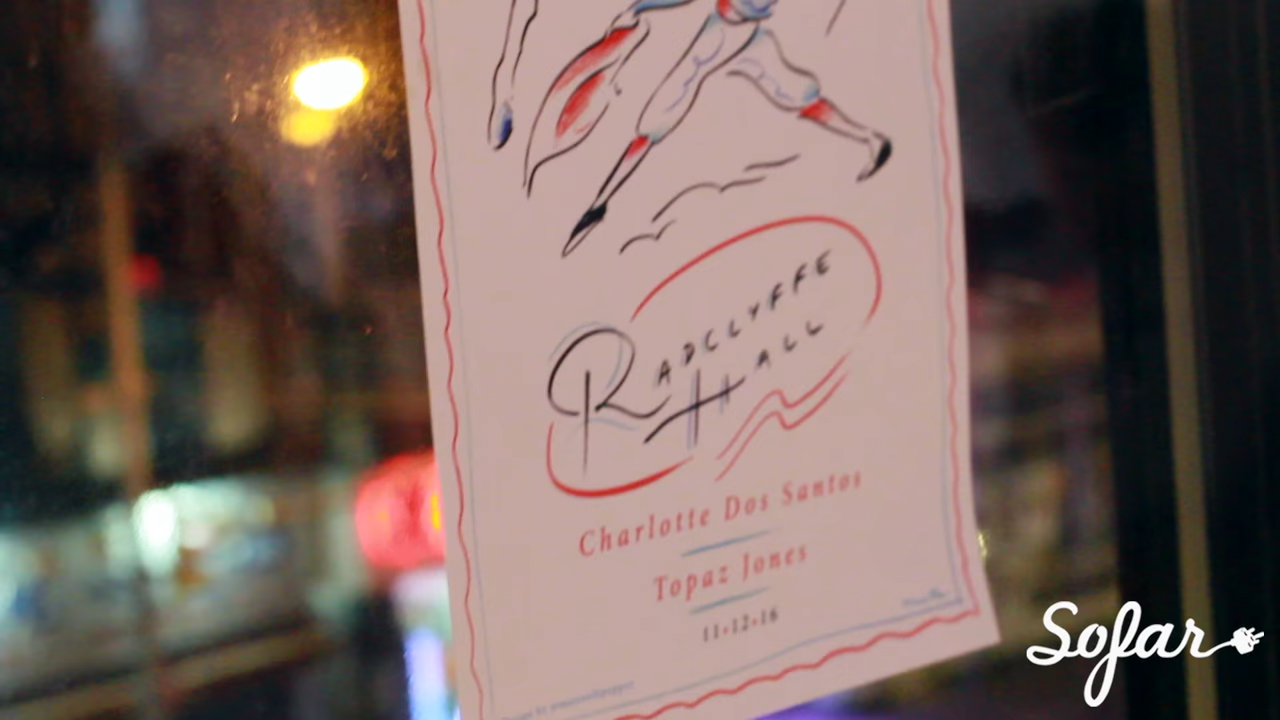 RADCLYFFE
HALL
Charlotte Dos Santos
Topaz Jones
11•12•16
Sofar